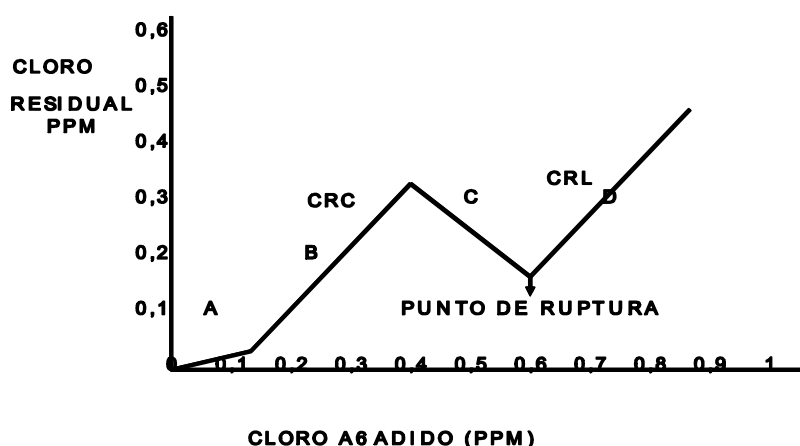 0,6
CLORO
0,5
RESIDUAL
PPM
0,4
0,3
CRC
C
CRL
D
0,2
B
0,1
A
PUNTO DE RUPTURA
0 0,1 0,2 0,3 0,4 0,5 0,6 0,7 0,8 0,9 1
CLORO A6ADIDO (PPM)